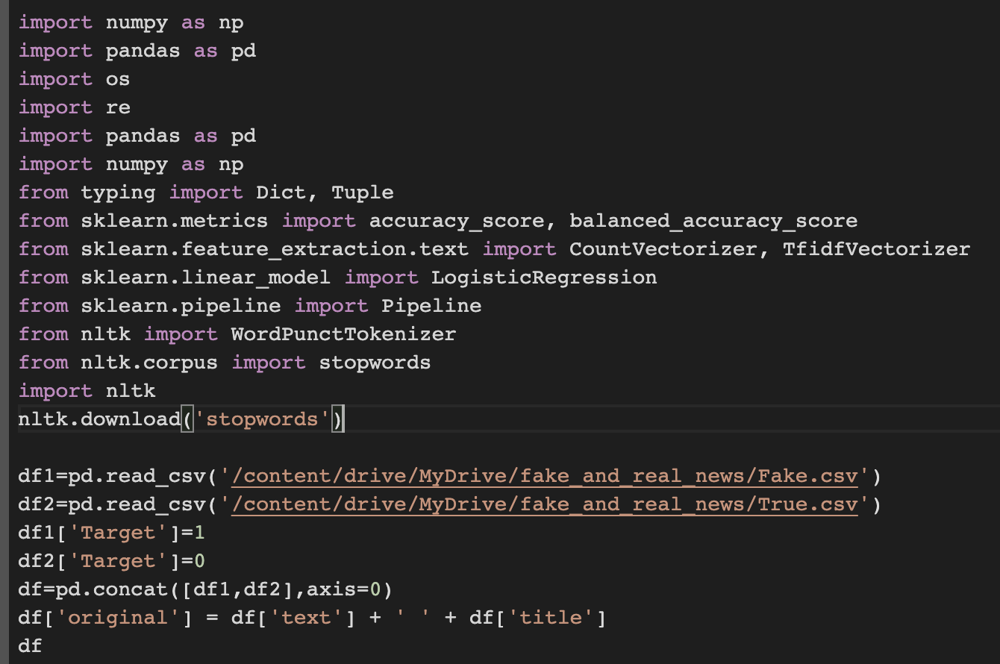 import numpy as np
import pandas as pd
import os
import re
import pandas as pd
import numpy as np
from typing import Dict, Tuple
from sklearn.metrics import accuracy_score, balanced_accuracy_score
from sklearn.feature_extraction.text import CountVectorizer, TfidfVectorizer
from sklearn.linear_model import LogisticRegression
from sklearn.pipeline import Pipeline
from nltk import WordPunctTokenizer
from nltk.corpus import stopwords
import nltk
nltk.download('stopwords')
df1=pd.read_csv('/content/drive/MyDrive/fake_and_real_news/Fake.csv')
df2=pd.read_csv('/content/drive/MyDrive/fake_and_real_news/True.csv')
df1['Target']=1
df2['Target']=0
df=pd.concat([df1,df2],axis=0)
df['original'] = df['text'] + ' ' + df['title']
df